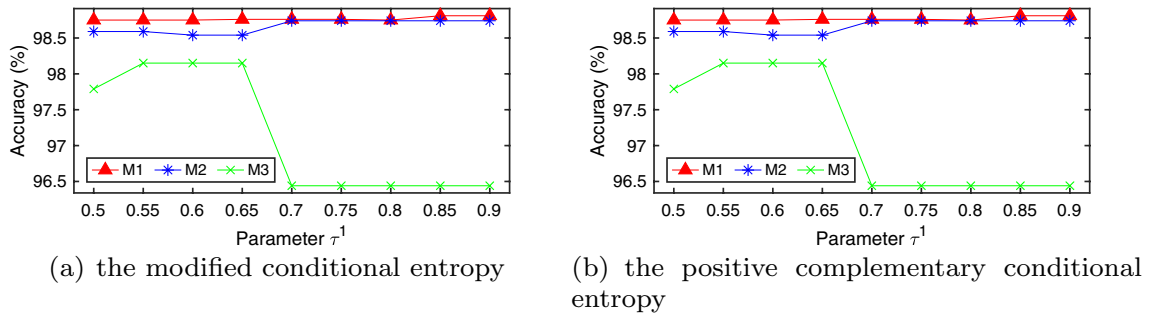 98.5
98
97.5
97
96.5
Accuracy (%)
M1 M2 M3
0.5 0.55 0.6 0.65 0.7 0.75 0.8 0.85 0.9
Parameter τ¹
(a) the modified conditional entropy
98.5
98
97.5
97
96.5
Accuracy (%)
M1 M2 M3
0.5 0.55 0.6 0.65 0.7 0.75 0.8 0.85 0.9
Parameter τ¹
(b) the positive complementary conditional
entropy